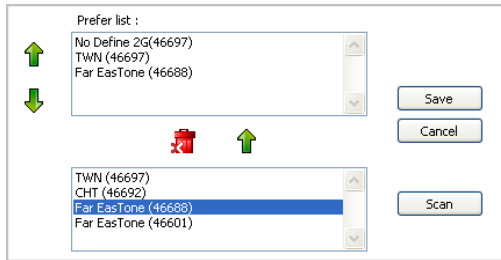 Prefer list :
No Define 2G(46697)
TWN (46697)
Far EasTone (46688)
Save
Cancel
TWN (46697)
CHT (46692)
Far EasTone (46688)
Far EasTone (46601)
Scan